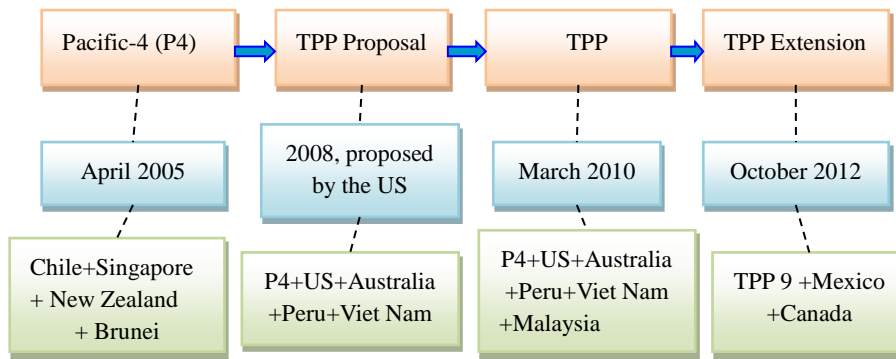 Pacific-4 (P4)
TPP Proposal
TPP
TPP Extension
April 2005
2008, proposed
by the US
March 2010
October 2012
Chile+Singapore
+ New Zealand
+ Brunei
P4+US+Australia
+Peru+Viet Nam
P4+US+Australia
+Peru+Viet Nam
+Malaysia
TPP 9 +Mexico
+Canada